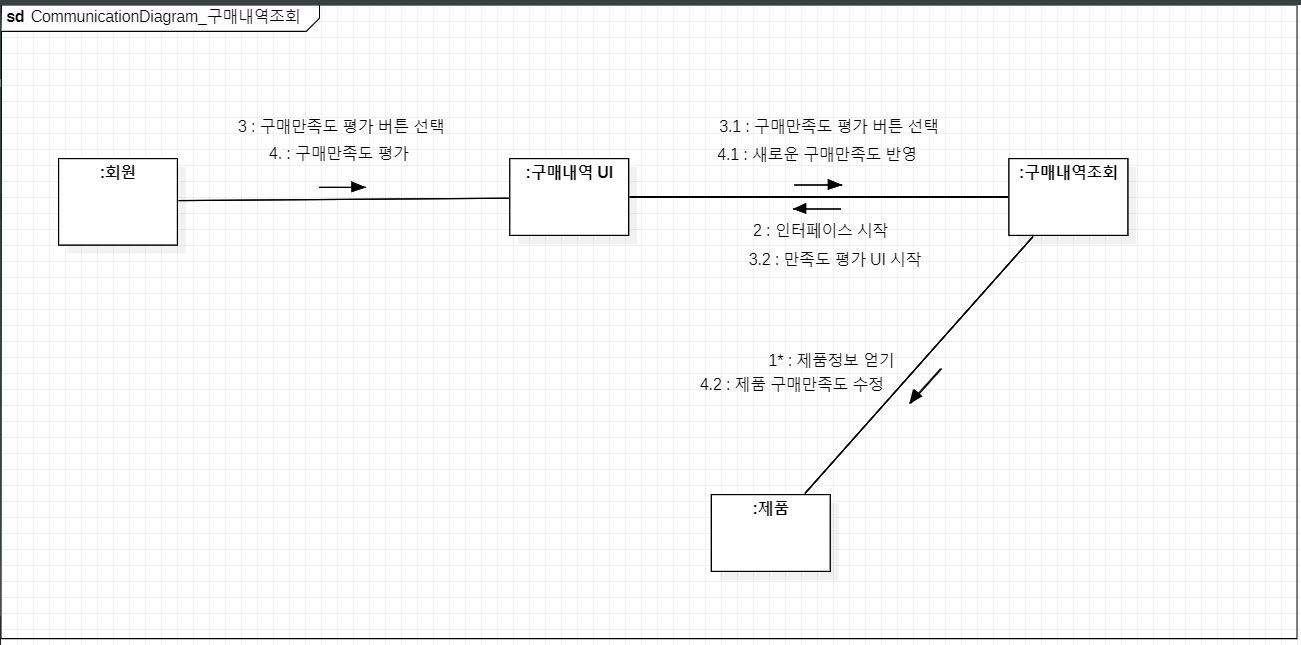 sd CommunicationDiagram_구매내역조회
3 : 구매만족도 평가 버튼 선택
4. : 구매만족도 평가
3.1 : 구매만족도 평가 버튼 선택
4.1 : 새로운 구매만족도 반영
:회원
:구매내역 UI
:구매내역조회
2 : 인터페이스 시작
3.2 : 만족도 평가 UI 시작
1* : 제품정보 얻기
4.2 : 제품 구매만족도 수정
:제품